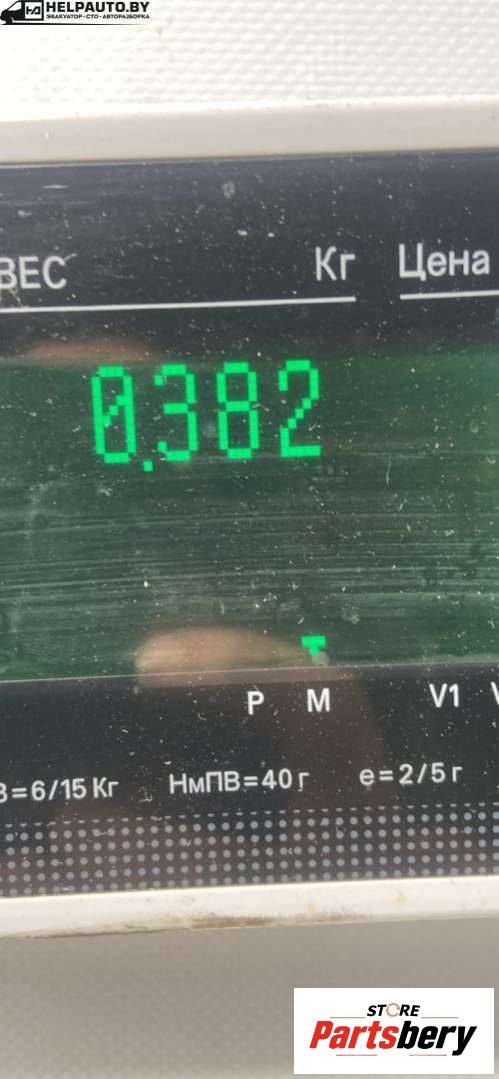 HELPAUTO.BY
ЭВАКУАТОР-СТО-АВТОРАЗБОРКА
ВЕС Кг Цена
0.382
P M V1
=6/15 Кг НмПВ=40 г e=2/5 г
STORE
Partsbery